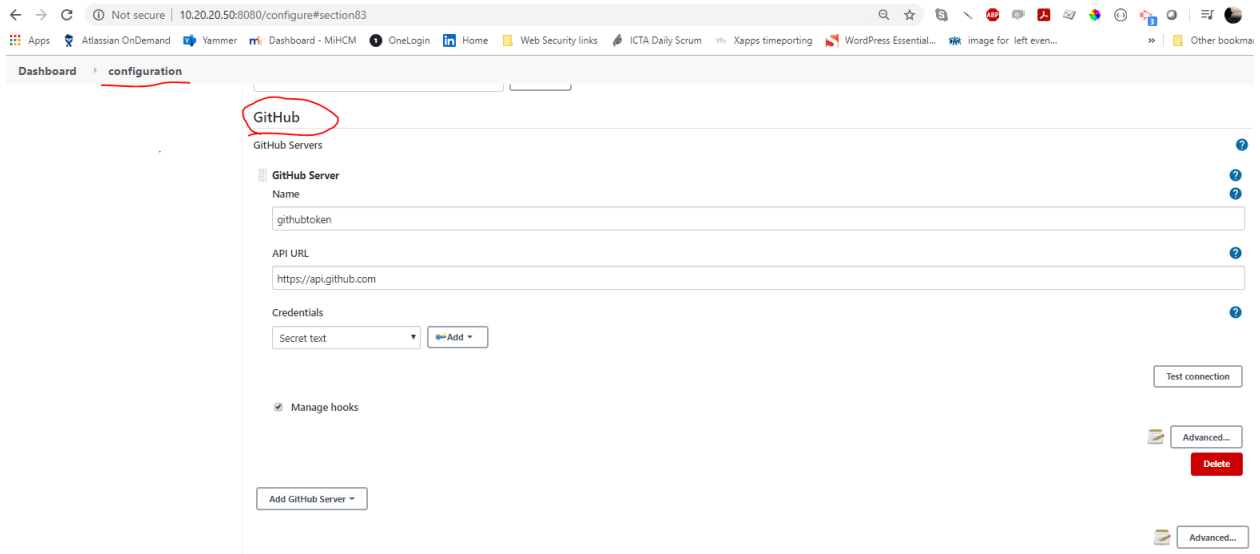 Not secure | 10.20.20.50:8080/configure#section83
Apps Atlassian OnDemand Yammer Dashboard - MiHCM OneLogin Home Web Security links ICTA Daily Scrum Xapps timeporting WordPress Essential... image for left even... » Other bookmar
Dashboard configuration
GitHub
GitHub Servers
GitHub Server
Name
githubtoken
API URL
https://api.github.com
Credentials
Secret text Add
Test connection
Manage hooks
Advanced...
Delete
Add GitHub Server
Advanced...